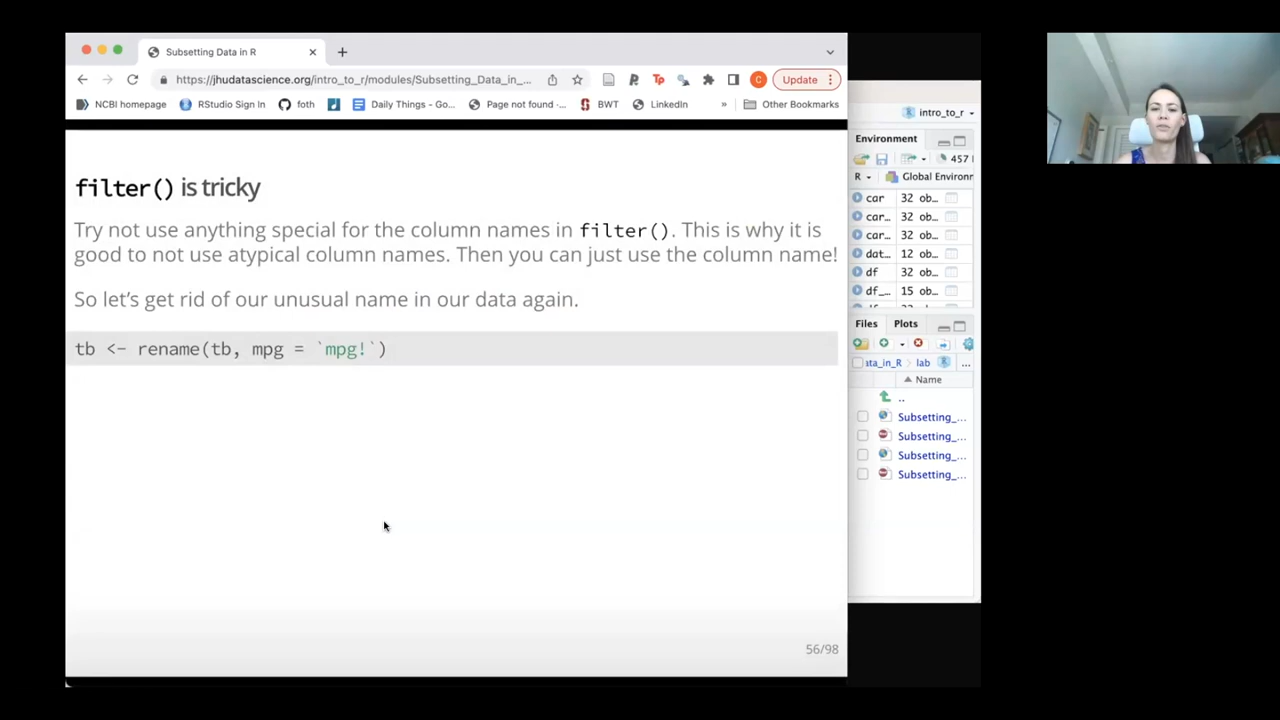 Subsetting Data in R
https://jhudatascience.org/intro_to_r/modules/Subsetting_Data_in_...
Update
NCBI homepage
RStudio Sign In
foth
Daily Things - Go...
Page not found ·...
BWT
LinkedIn
»
Other Bookmarks
filter() is tricky
Try not use anything special for the column names in filter(). This is why it is
good to not use atypical column names. Then you can just use the column name!
So let's get rid of our unusual name in our data again.
tb <- rename(tb, mpg = `mpg!`)
56/98
intro_to_r
Environment
457
R
Global Environr
car 32 ob...
car... 32 ob...
car... 32 ob...
dat... 12 ob...
df 32 ob...
df_... 15 ob...
Files Plots
ata_in_R lab ...
Name
..
Subsetting_...
Subsetting_...
Subsetting_...
Subsetting_...